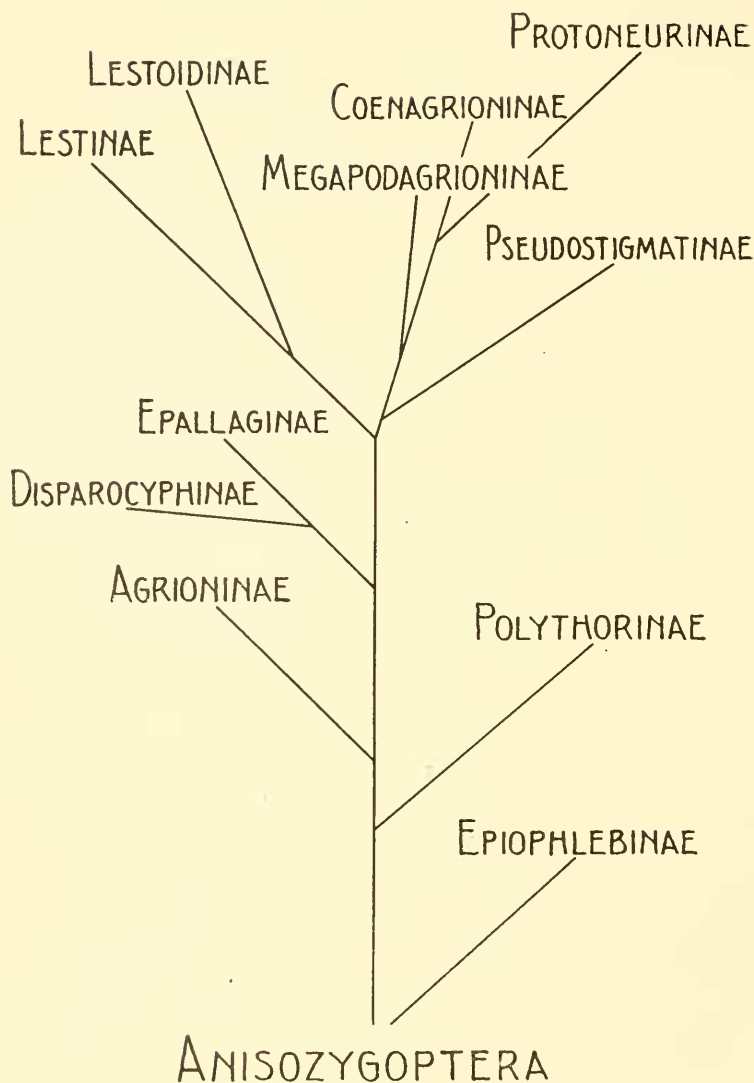 PROTONEURINAE
LESTOIDINAE
COENAGRIONINAE
LESTINAE
MEGAPODAGRIONINAE
PSEUDOSTIGMATINAE
EPALLAGINAE
DISPAROCYPHINAE
AGRIONINAE
POLYTHORINAE
EPIOPHLEBINAE
ANISOZYGOPTERA